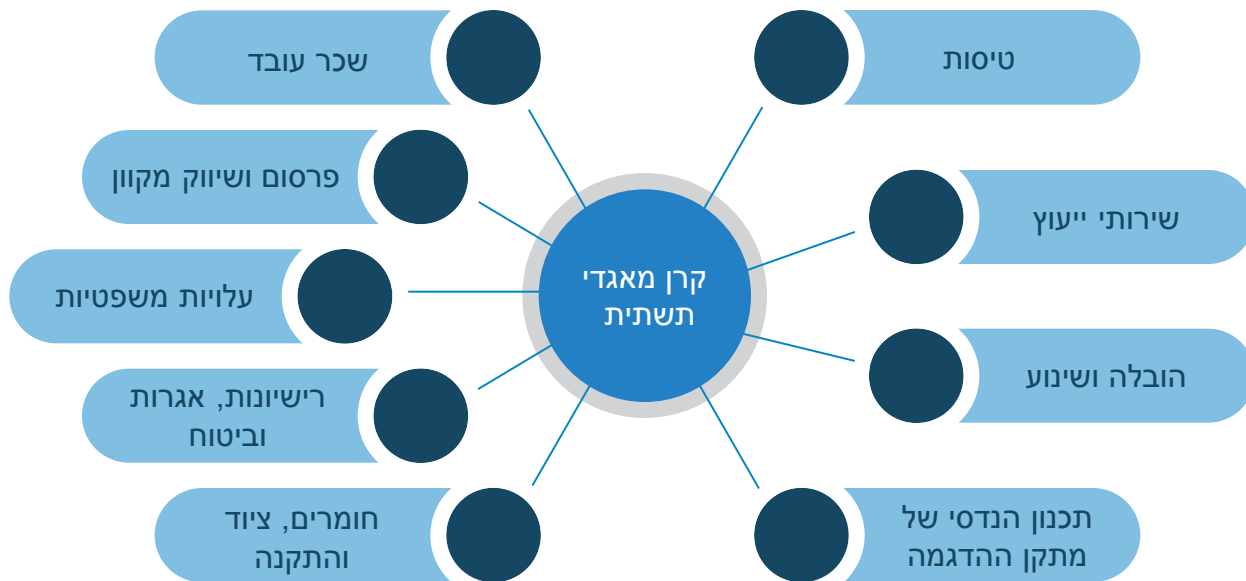 טיסות
שכר עובד
פרסום ושיווק מקוון
שירותי ייעוץ
עלויות משפטיות
קרן מאגדי
תשתית
הובלה ושינוע
רישיונות, אגרות
וביטוח
תכנון הנדסי של
מתקן ההדגמה
חומרים, ציוד
והתקנה